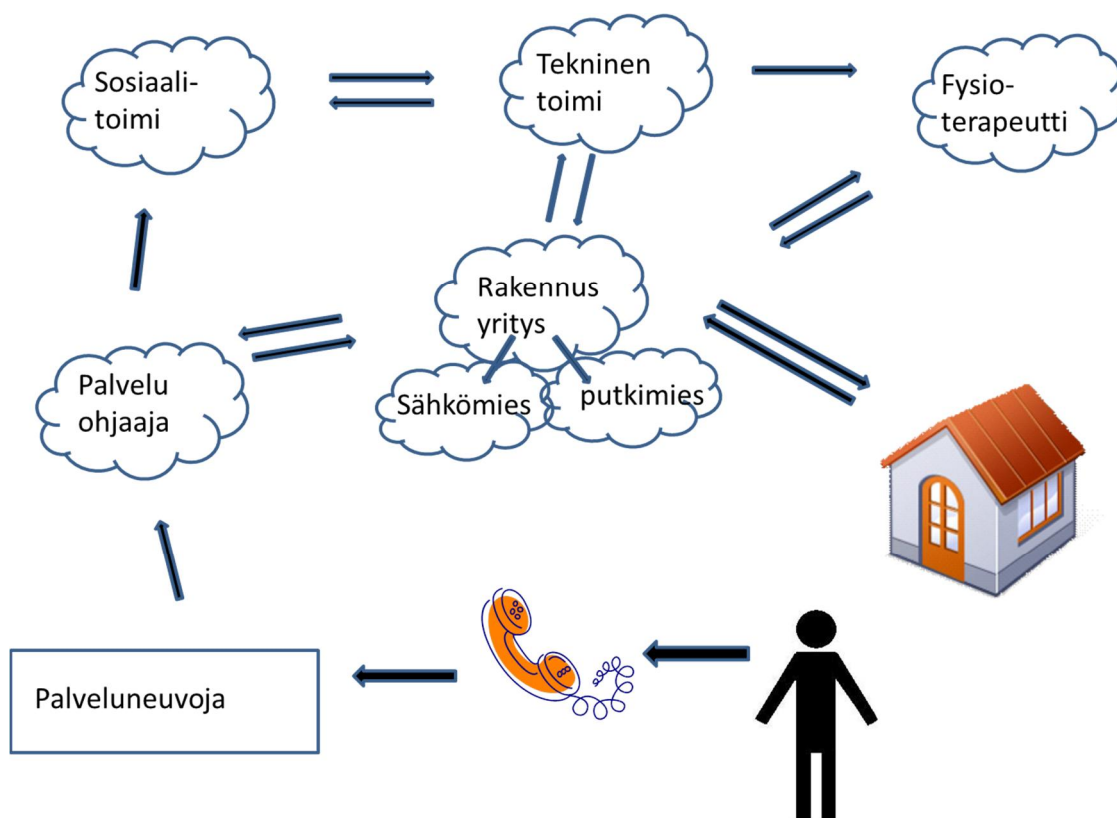 Sosiaali-
toimi
Tekninen
toimi
Fysio-
terapeutti
Rakennus
yritys
Palvelu
ohjaaja
Sähkömies
putkimies
Palveluneuvoja